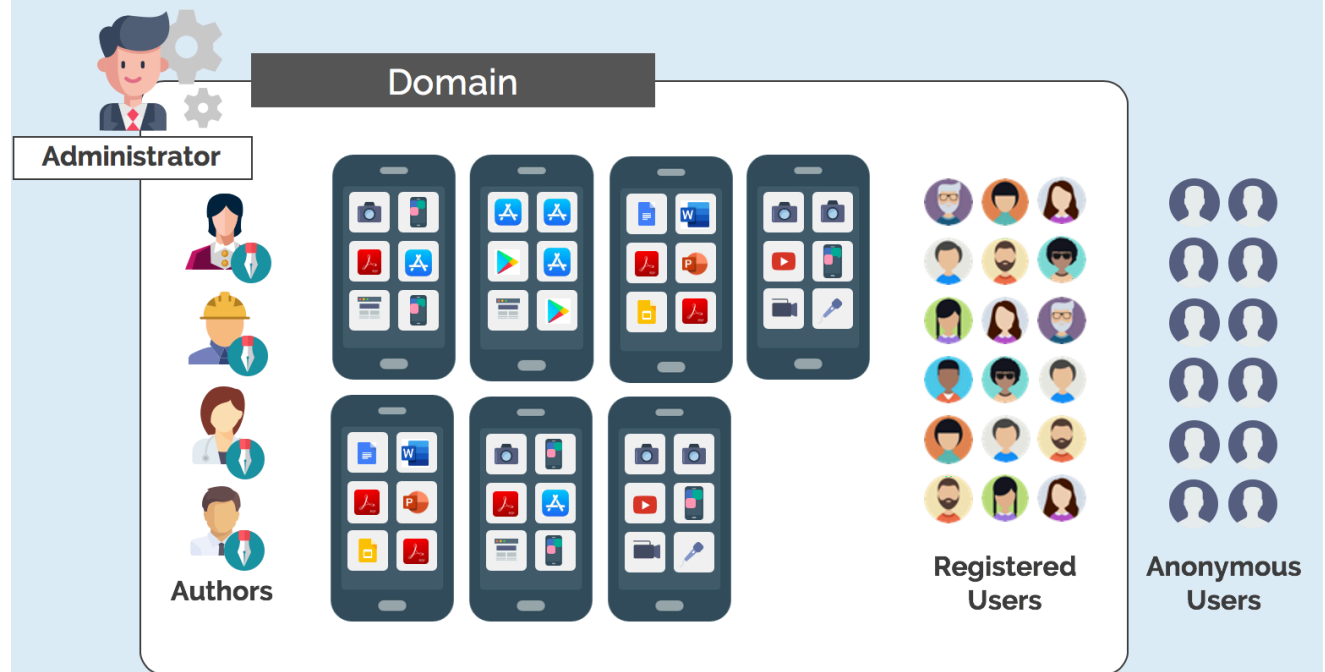 Domain
Administrator
W
P
W
P
Authors
Registered
Users
Anonymous
Users